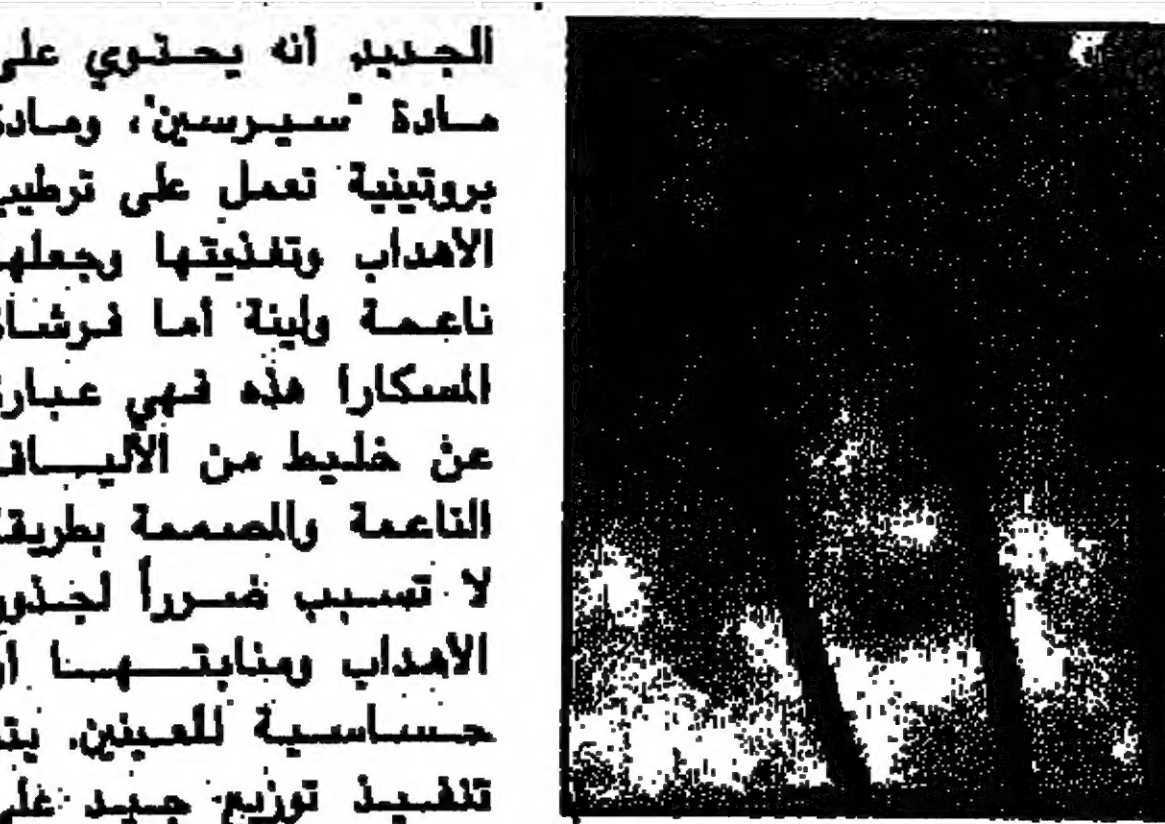 الجديد أنه يحتوي على
مادة "سيرسين"، ومادة
بروتينية تعمل على ترطيب
الأهداب وتغذيتها وجعلها
ناعمة ولينة أما فرشاة
المسكارا هذه فهي عبارة
عن خليط من الألياف
الناعمة والمصممة بطريقة
لا تسبب ضرراً لجذور
الأهداب ومنابتها أو
حساسية للعينين. يتم
تنفيذ توزيع جيد على